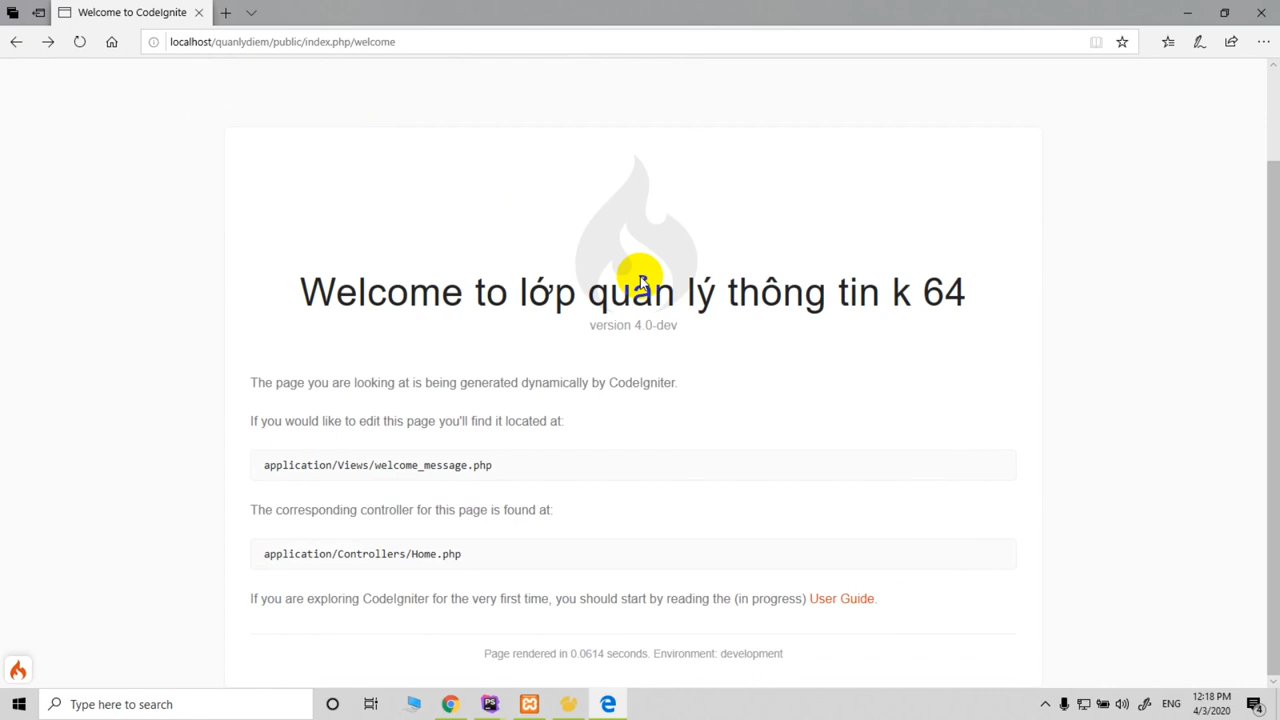 Welcome to CodeIgnite
localhost/quanlydiem/public/index.php/welcome
Welcome to lớp quản lý thông tin k 64
version 4.0-dev
The page you are looking at is being generated dynamically by CodeIgniter.
If you would like to edit this page you'll find it located at:
application/Views/welcome_message.php
The corresponding controller for this page is found at:
application/Controllers/Home.php
If you are exploring CodeIgniter for the very first time, you should start by reading the (in progress) User Guide.
Page rendered in 0.0614 seconds. Environment: development
Type here to search
PS
ENG
12:18 PM
4/3/2020
4